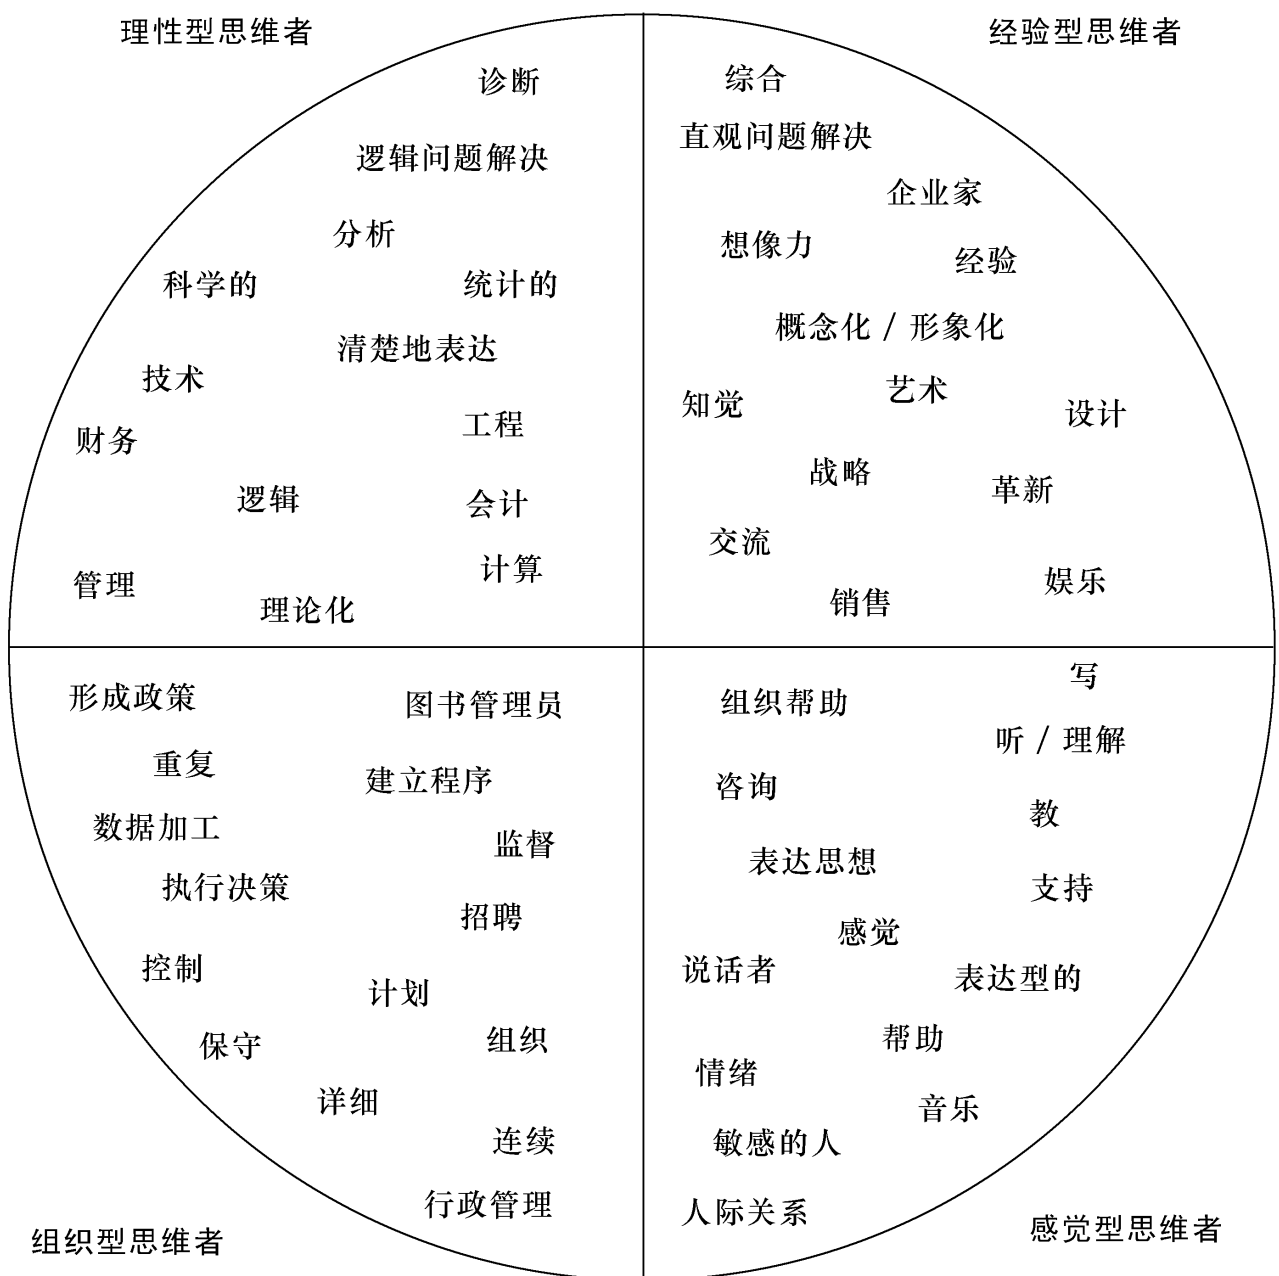 理性型思维者
诊断
逻辑问题解决
分析
科学的
统计的
清楚地表达
技术
工程
财务
逻辑
会计
计算
管理
理论化
经验型思维者
综合
直观问题解决
企业家
想像力
经验
概念化 / 形象化
艺术
知觉
设计
战略
革新
交流
娱乐
销售
形成政策
图书管理员
重复
建立程序
数据加工
监督
执行决策
招聘
控制
计划
组织
保守
详细
连续
行政管理
组织型思维者
写
组织帮助
听 / 理解
咨询
教
表达思想
支持
感觉
说话者
表达型的
帮助
情绪
音乐
敏感的人
人际关系
感觉型思维者